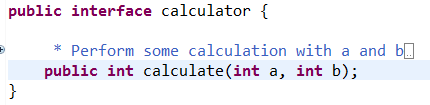 public interface calculator {
* Perform some calculation with a and b
public int calculate(int a, int b);
}